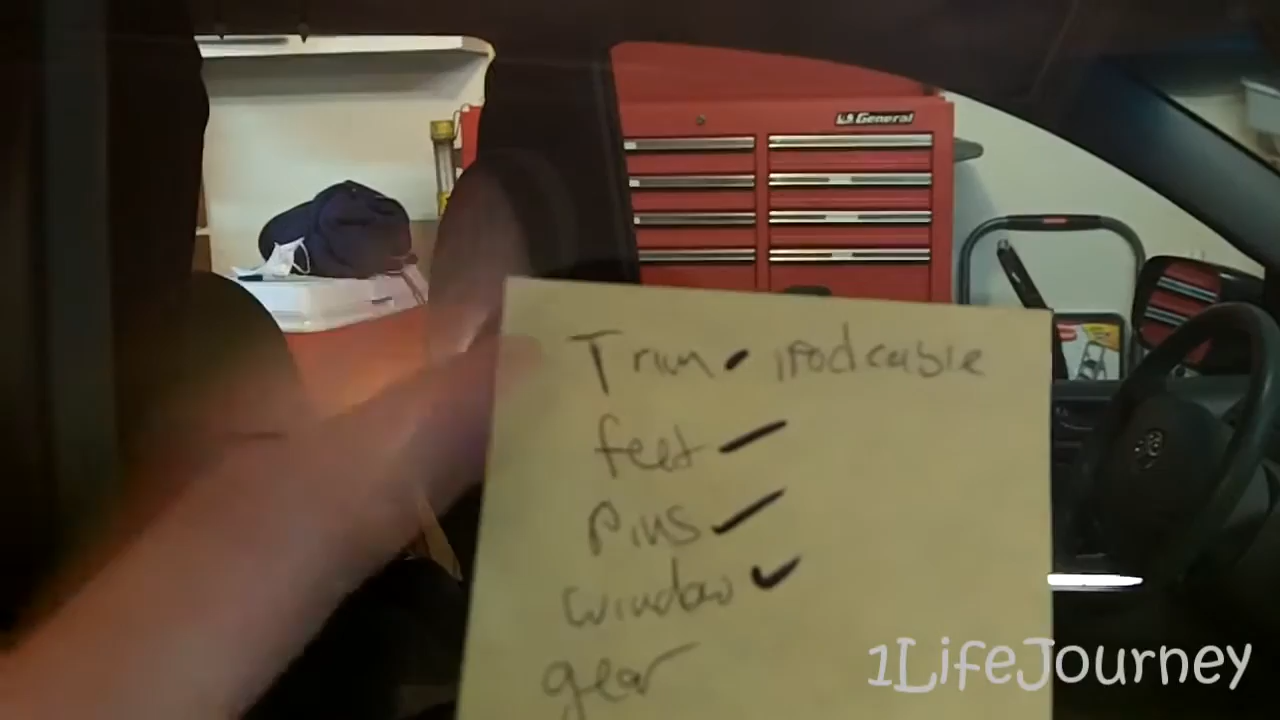 U.S. General
Trim • ipod cable
feet –
Pins ✓
Window ✓
gear
1LifeJourney